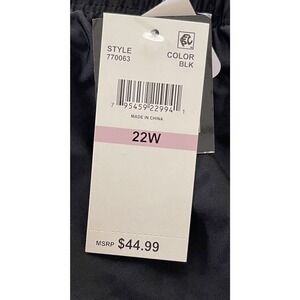 STYLE
770063
COLOR
BLK
7 95459 22994 1
MADE IN CHINA
22W
MSRP $44.99